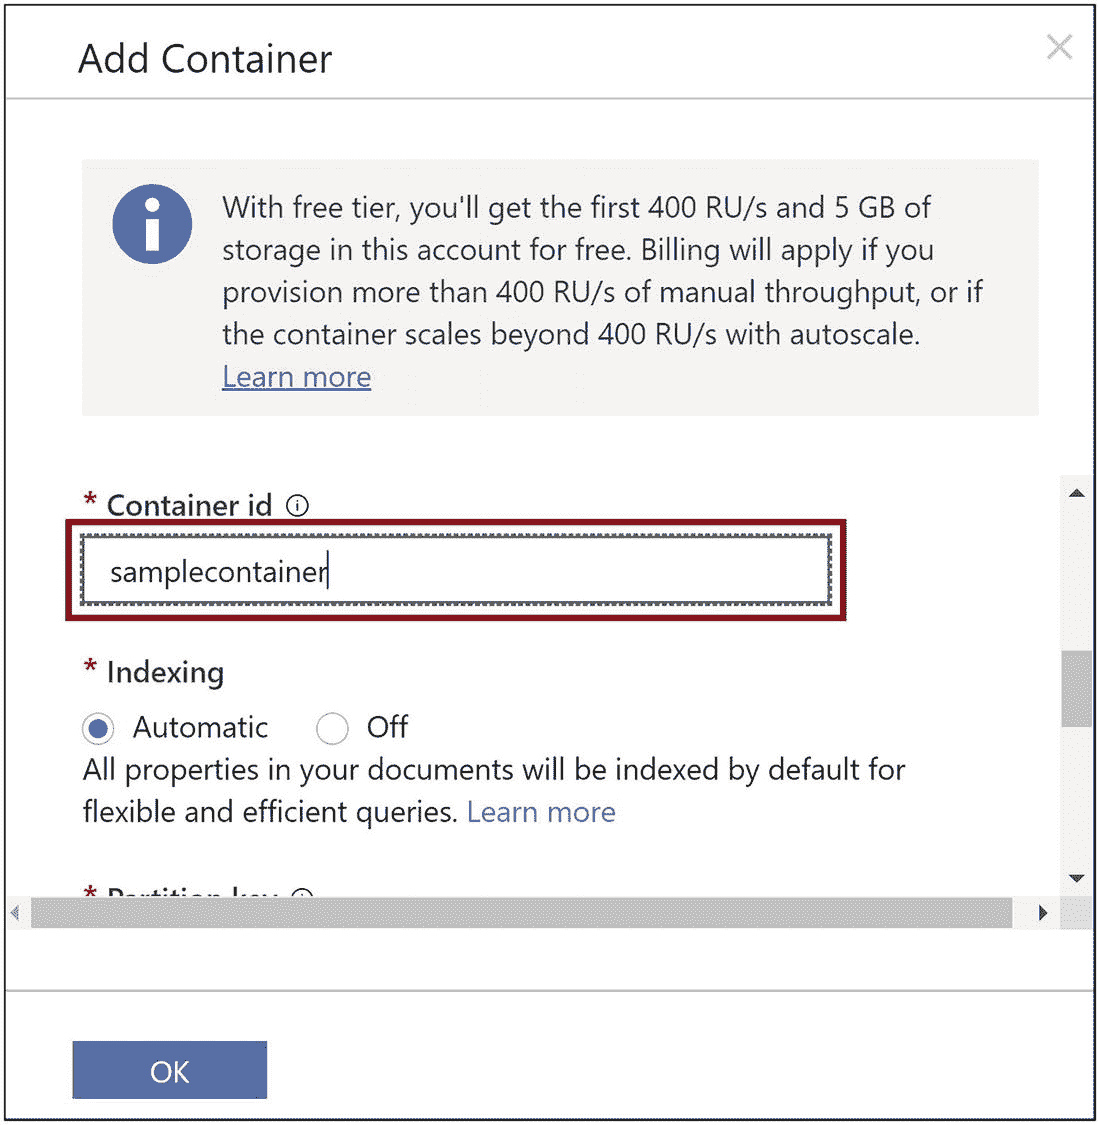 Add Container
With free tier, you'll get the first 400 RU/s and 5 GB of
storage in this account for free. Billing will apply if you
provision more than 400 RU/s of manual throughput, or if
the container scales beyond 400 RU/s with autoscale.
Learn more
* Container id
samplecontainer
* Indexing
Automatic Off
All properties in your documents will be indexed by default for
flexible and efficient queries. Learn more
* Partition key
OK